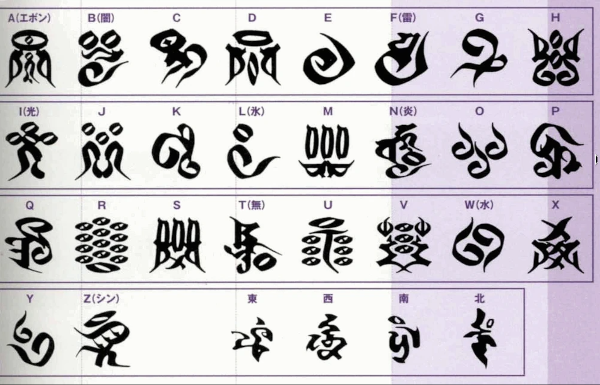 A(エボン) B(闇) C D E F(雷) G H
I(光) J K L(氷) M N(炎) O P
Q R S T(無) U V W(水) X
Y Z(シン) 東 西 南 北